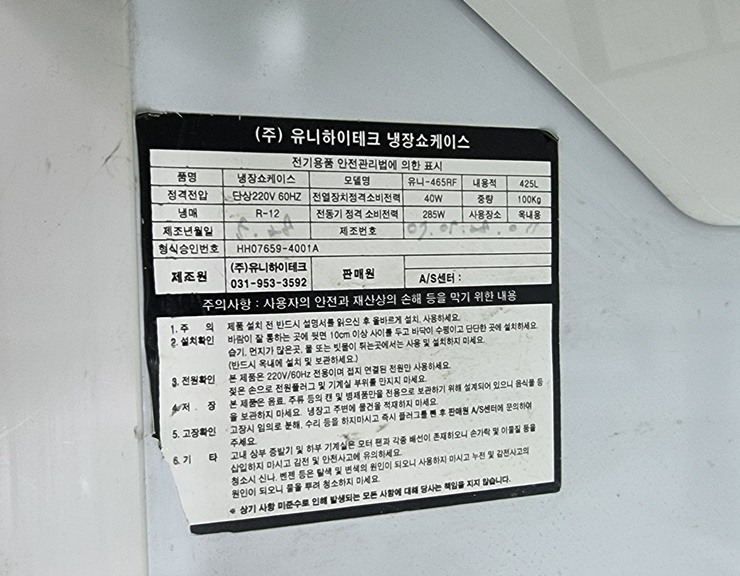 (주) 유니하이테크 냉장쇼케이스
전기용품 안전관리법에 의한 표시
품명 냉장쇼케이스 모델명 유니-465RF 내용적 425L
정격전압 단상220V 60HZ 전열장치정격소비전력 40W 중량 100Kg
냉매 R-12 전동기 정격 소비전력 285W 사용장소 옥내용
제조년월일 제조번호
형식승인번호 HH07659-4001A
제조원 (주)유니하이테크 031-953-3592 판매원 A/S센터 :
주의사항 : 사용자의 안전과 재산상의 손해 등을 막기 위한 내용
1. 주 의 제품 설치 전 반드시 설명서를 읽으신 후 올바르게 설치, 사용하세요.
2. 설치확인 바람이 잘 통하는 곳에 뒷면 10cm 이상 사이를 두고 바닥이 수평이고 단단한 곳에 설치하세요.
습기, 먼지가 많은곳, 물 또는 빗물이 튀는곳에서는 사용 및 설치하지 마세요.
(반드시 옥내에 설치 및 보관하세요.)
3. 전원확인 본 제품은 220V/60Hz 전용이며 접지 연결된 전원만 사용하세요.
젖은 손으로 전원플러그 및 기계실 부위를 만지지 마세요.
4. 저 장 본 제품은 음료, 주류 등의 캔 및 병제품만을 전용으로 보관하기 위해 설계되어 있으니 음식물 등
을 보관하지 마세요. 냉장고 주변에 물건을 적재하지 마세요.
5. 고장확인 고장시 임의로 분해, 수리 등을 하지마시고 즉시 플러그를 뺀 후 판매원 A/S센터에 문의하여
주세요.
6. 기 타 고내 상부 증발기 및 하부 기계실은 모터 팬과 각종 배선이 존재하오니 손가락 및 이물질 등을
삽입하지 마시고 감전 및 안전사고에 유의하세요.
청소시 신나, 벤젠 등은 탈색 및 변색의 원인이 되오니 사용하지 마시고 누전 및 감전사고의
원인이 되오니 물을 뿌려 청소하지 마세요.
※ 상기 사항 미준수로 인해 발생되는 모든 사항에 대해 당사는 책임을 지지 않습니다.